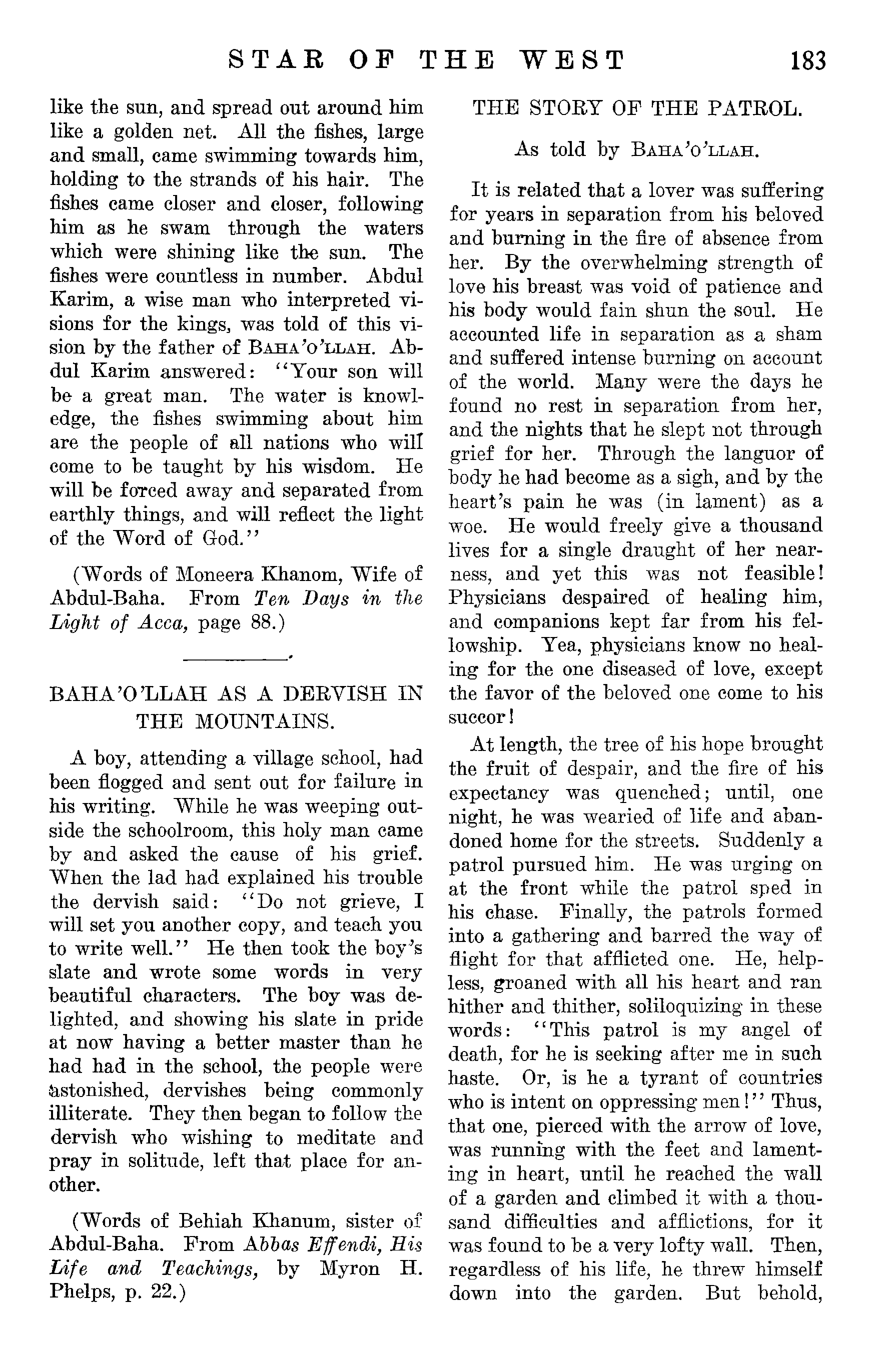 STAR OF THE WEST 183
like the sun, and spread out around him
like a golden net. All the fishes, large
and small, came swimming towards him,
holding to the strands of his hair. The
fishes came closer and closer, following
him as he swam through the waters
which were shining like the sun. The
fishes were countless in number. Abdul
Karim, a wise man who interpreted vi-
sions for the kings, was told of this vi-
sion by the father of BAHA'O'LLAH. Ab-
dul Karim answered: "Your son will
be a great man. The water is knowl-
edge, the fishes swimming about him
are the people of all nations who will
come to be taught by his wisdom. He
will be forced away and separated from
earthly things, and will reflect the light
of the Word of God."
(Words of Moneera Khanom, Wife of
Abdul-Baha. From Ten Days in the
Light of Acca, page 88.)
BAHA'O'LLAH AS A DERVISH IN
THE MOUNTAINS.
A boy, attending a village school, had
been flogged and sent out for failure in
his writing. While he was weeping out-
side the schoolroom, this holy man came
by and asked the cause of his grief.
When the lad had explained his trouble
the dervish said: "Do not grieve, I
will set you another copy, and teach you
to write well." He then took the boy's
slate and wrote some words in very
beautiful characters. The boy was de-
lighted, and showing his slate in pride
at now having a better master than he
had had in the school, the people were
astonished, dervishes being commonly
illiterate. They then began to follow the
dervish who wishing to meditate and
pray in solitude, left that place for an-
other.
(Words of Behiah Khanum, sister of
Abdul-Baha. From Abbas Effendi, His
Life and Teachings, by Myron H.
Phelps, p. 22.)
THE STORY OF THE PATROL.
As told by BAHA'O'LLAH.
It is related that a lover was suffering
for years in separation from his beloved
and burning in the fire of absence from
her. By the overwhelming strength of
love his breast was void of patience and
his body would fain shun the soul. He
accounted life in separation as a sham
and suffered intense burning on account
of the world. Many were the days he
found no rest in separation from her,
and the nights that he slept not through
grief for her. Through the languor of
body he had become as a sigh, and by the
heart's pain he was (in lament) as a
woe. He would freely give a thousand
lives for a single draught of her near-
ness, and yet this was not feasible!
Physicians despaired of healing him,
and companions kept far from his fel-
lowship. Yea, physicians know no heal-
ing for the one diseased of love, except
the favor of the beloved one come to his
succor!
At length, the tree of his hope brought
the fruit of despair, and the fire of his
expectancy was quenched; until, one
night, he was wearied of life and aban-
doned home for the streets. Suddenly a
patrol pursued him. He was urging on
at the front while the patrol sped in
his chase. Finally, the patrols formed
into a gathering and barred the way of
flight for that afflicted one. He, help-
less, groaned with all his heart and ran
hither and thither, soliloquizing in these
words: "This patrol is my angel of
death, for he is seeking after me in such
haste. Or, is he a tyrant of countries
who is intent on oppressing men!" Thus,
that one, pierced with the arrow of love,
was running with the feet and lament-
ing in heart, until he reached the wall
of a garden and climbed it with a thou-
sand difficulties and afflictions, for it
was found to be a very lofty wall. Then,
regardless of his life, he threw himself
down into the garden. But behold,